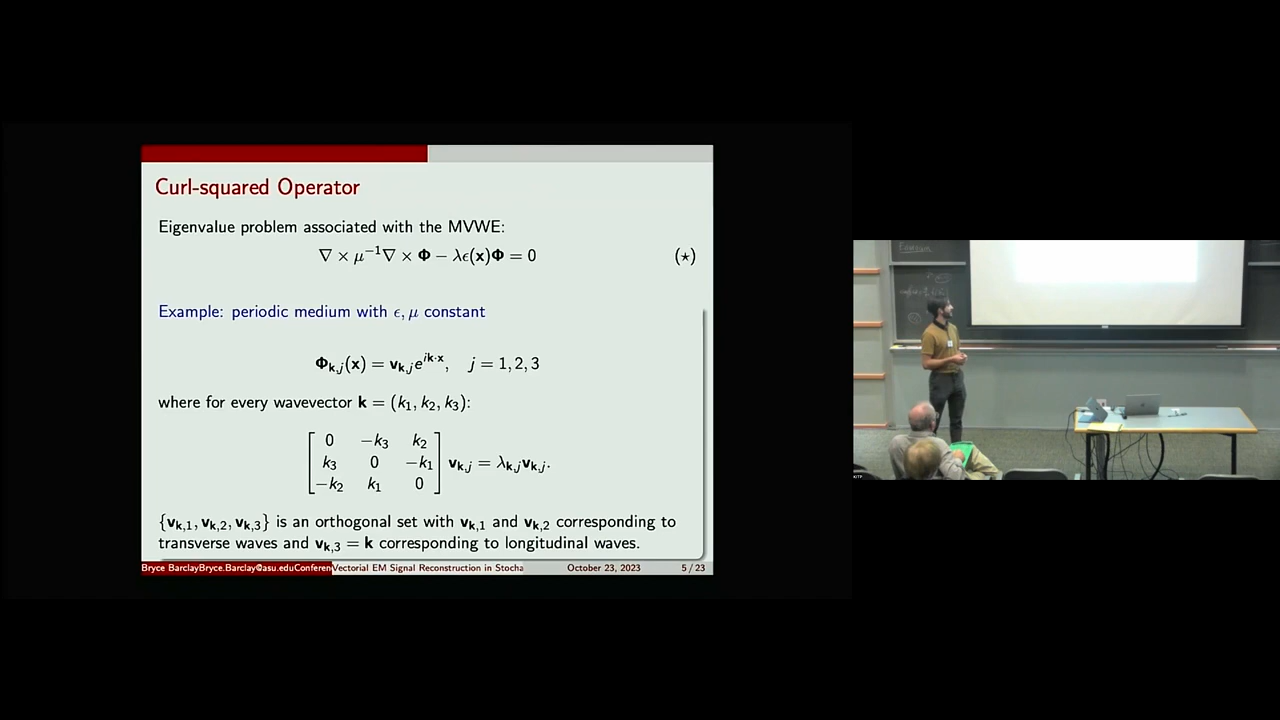 Curl-squared Operator
Eigenvalue problem associated with the MVWE:
∇ × μ⁻¹∇ × Φ − λϵ(x)Φ = 0 (⋆)
Example: periodic medium with ϵ, μ constant
Φ_{k,j}(x) = v_{k,j}e^{ik·x}, j = 1, 2, 3
where for every wavevector k = (k₁, k₂, k₃):
[ 0 −k₃ k₂
k₃ 0 −k₁
−k₂ k₁ 0 ] v_{k,j} = λ_{k,j}v_{k,j}.
{v_{k,1}, v_{k,2}, v_{k,3}} is an orthogonal set with v_{k,1} and v_{k,2} corresponding to
transverse waves and v_{k,3} = k corresponding to longitudinal waves.
Bryce BarclayBryce.Barclay@asu.eduConferen Vectorial EM Signal Reconstruction in Stocha October 23, 2023 5 / 23